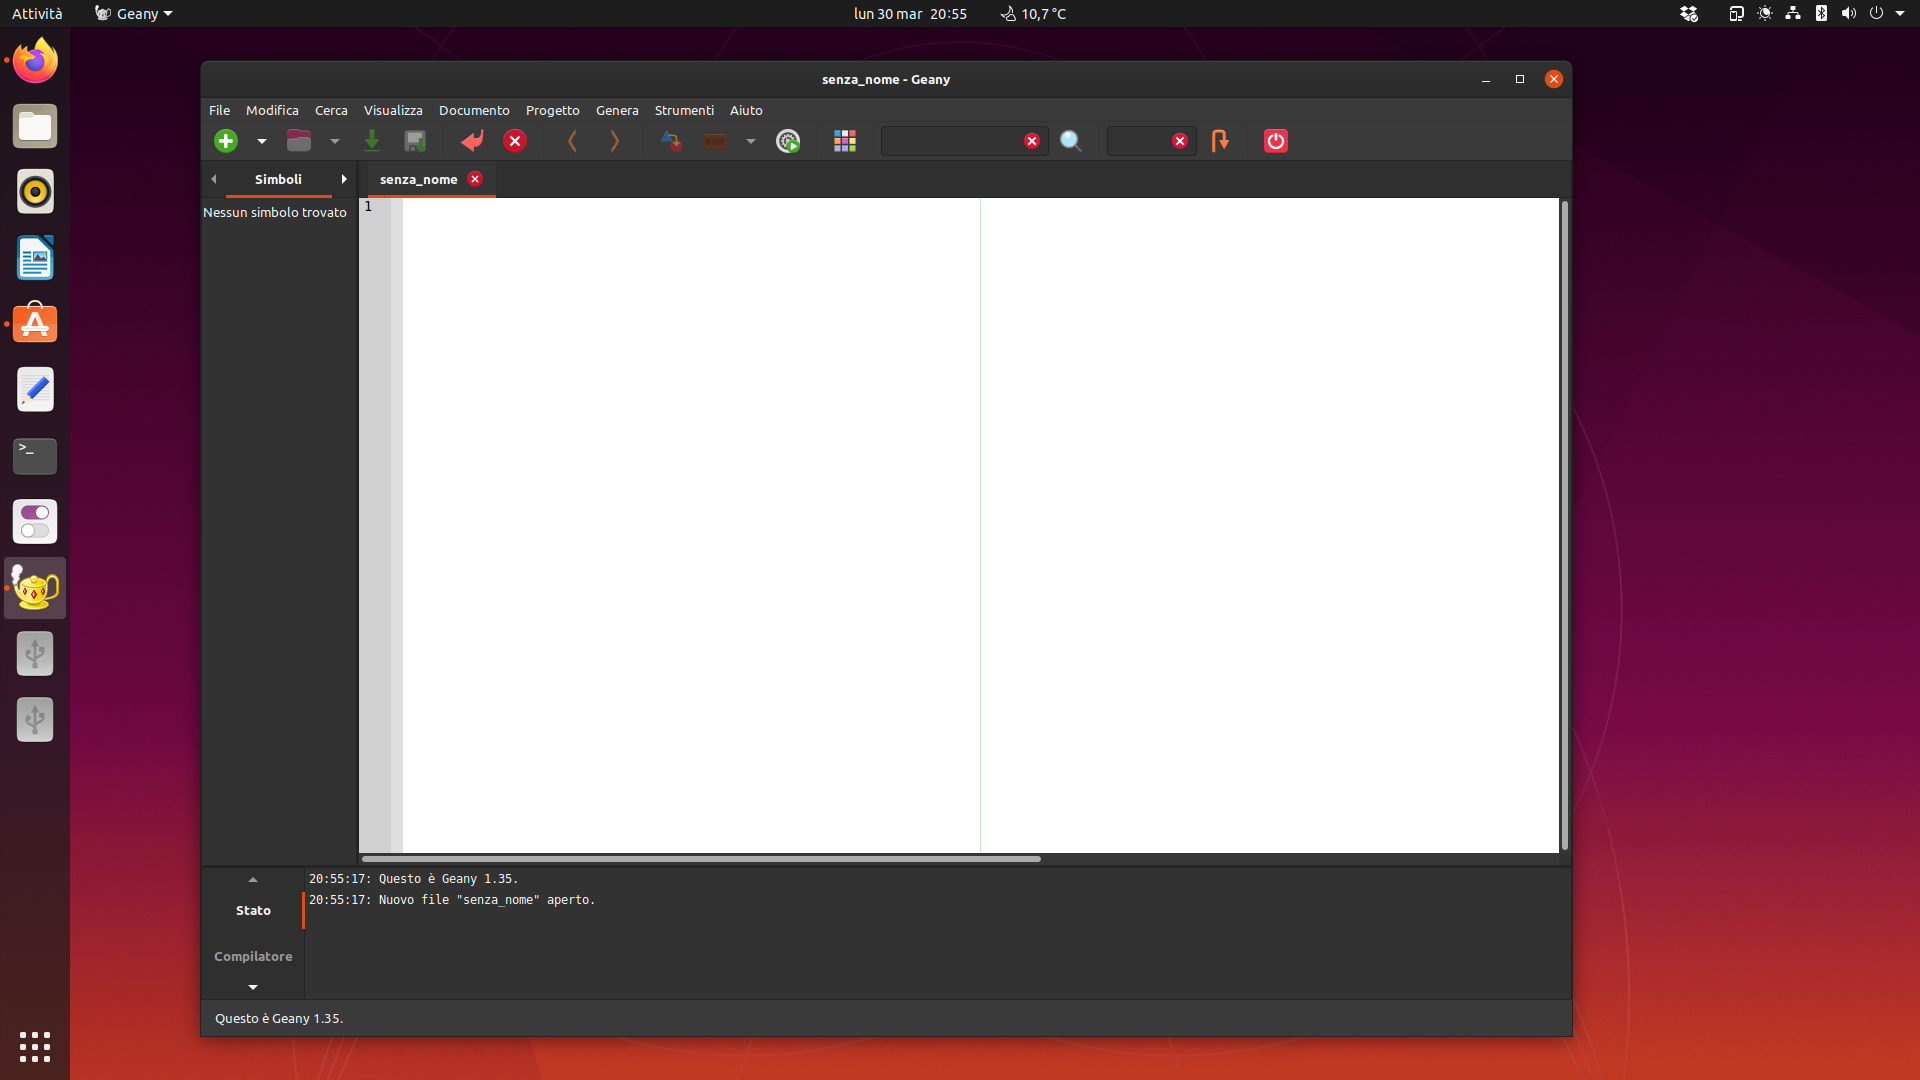 Attività Geany lun 30 mar 20:55 10,7 °C
senza_nome - Geany
File Modifica Cerca Visualizza Documento Progetto Genera Strumenti Aiuto
Simboli senza_nome
Nessun simbolo trovato 1
>_
20:55:17: Questo è Geany 1.35.
20:55:17: Nuovo file "senza_nome" aperto.
Stato
Compilatore
Questo è Geany 1.35.